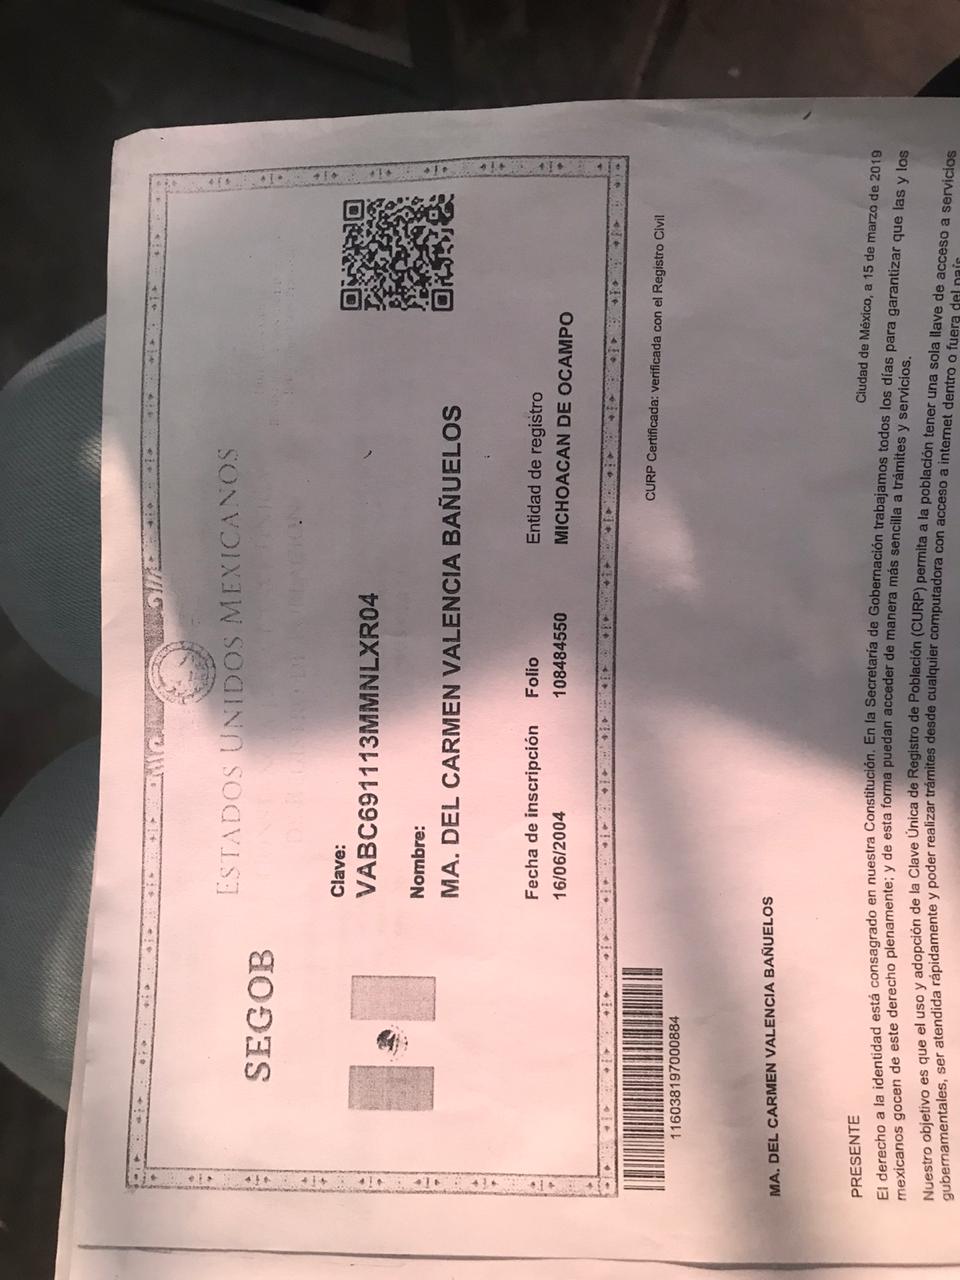 ESTADOS UNIDOS MEXICANOS
SEGOB
Clave:
VABC691113MMNLXR04
Nombre:
MA. DEL CARMEN VALENCIA BAÑUELOS
Fecha de inscripción Folio Entidad de registro
16/06/2004 108484550 MICHOACAN DE OCAMPO
CURP Certificada: verificada con el Registro Civil
116038197000884
MA. DEL CARMEN VALENCIA BAÑUELOS
Ciudad de México, a 15 de marzo de 2019
PRESENTE
El derecho a la identidad está consagrado en nuestra Constitución. En la Secretaría de Gobernación trabajamos todos los días para garantizar que las y los
mexicanos gocen de este derecho plenamente; y de esta forma puedan acceder de manera más sencilla a trámites y servicios.
Nuestro objetivo es que el uso y adopción de la Clave Única de Registro de Población (CURP) permita a la población tener una sola llave de acceso a servicios
gubernamentales, ser atendida rápidamente y poder realizar trámites desde cualquier computadora con acceso a internet dentro o fuera del país